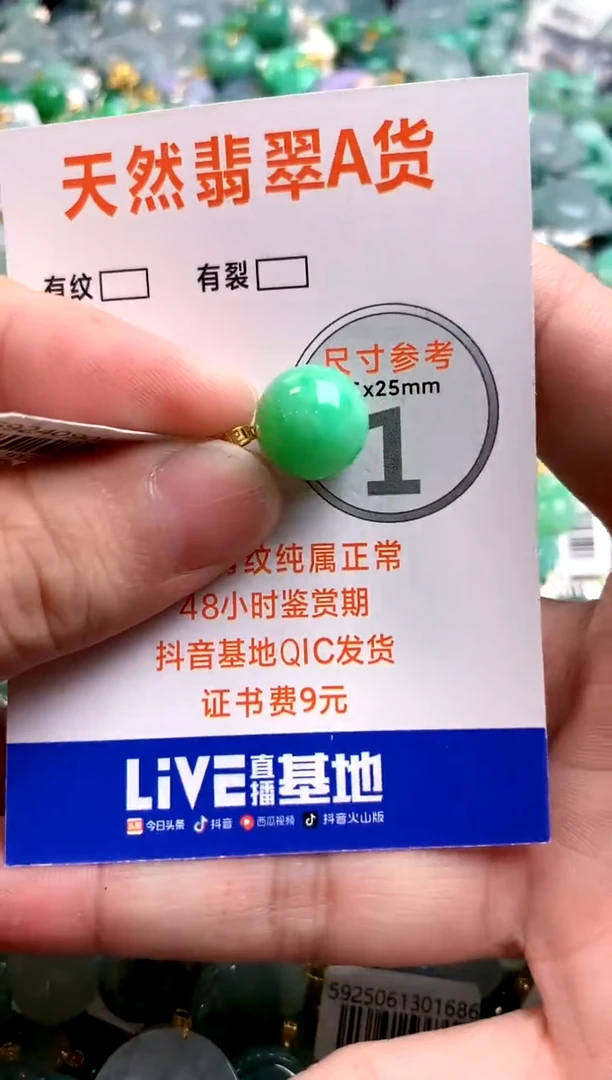 天然翡翠A货
有纹 有裂
尺寸参考
x25mm
1
纹纯属正常
48小时鉴赏期
抖音基地QIC发货
证书费9元
LiVE直播基地
今日头条 抖音 西瓜视频 抖音火山版
5925061301686